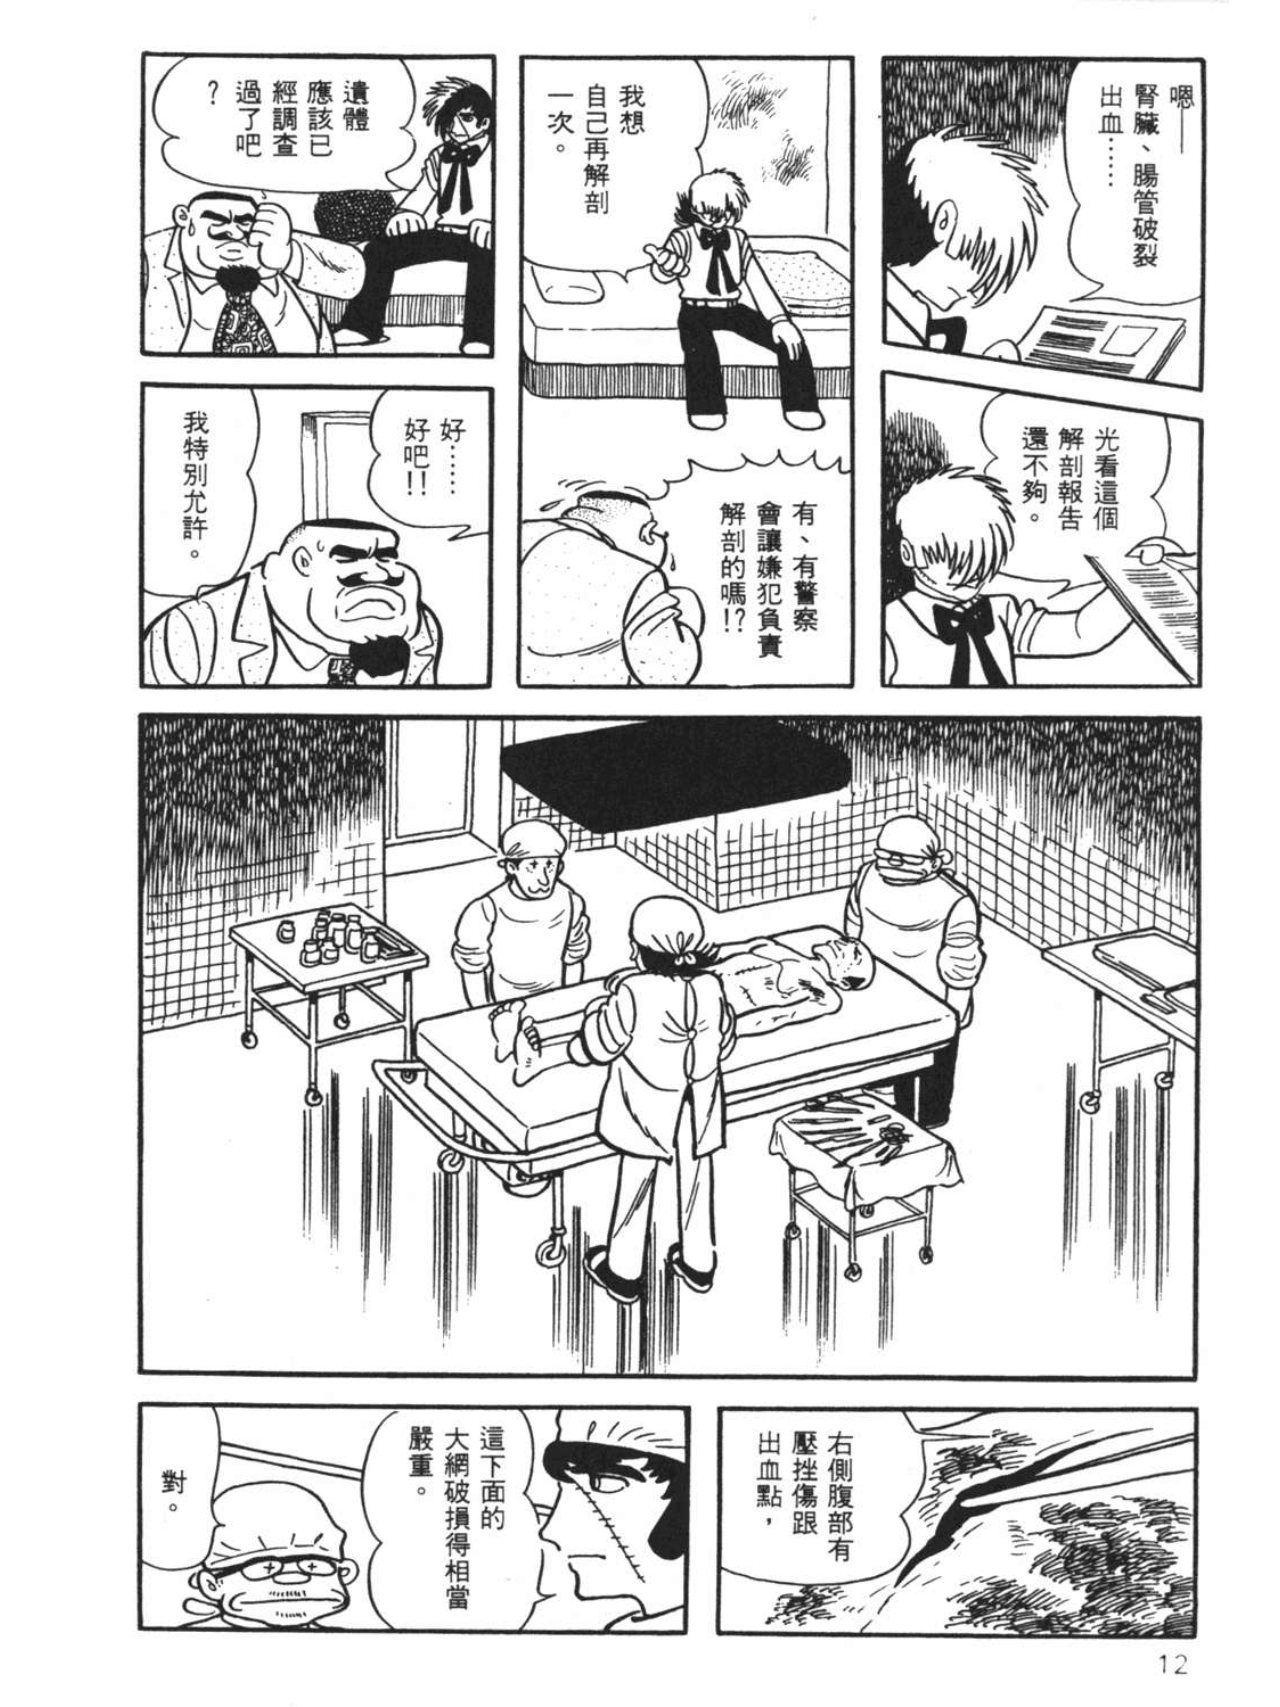 嗯──
腎臟、腸管破裂
出血……
光看這個
解剖報告
還不夠。
我想
自己再解剖
一次。
有、有警察
會讓嫌犯負責
解剖的嗎!?
遺體
應該已
經調查
過了吧
?
好……
好吧!!
我特別允許。
右側腹部有
壓挫傷跟
出血點，
這下面的
大網破損得相當
嚴重。
對。
12